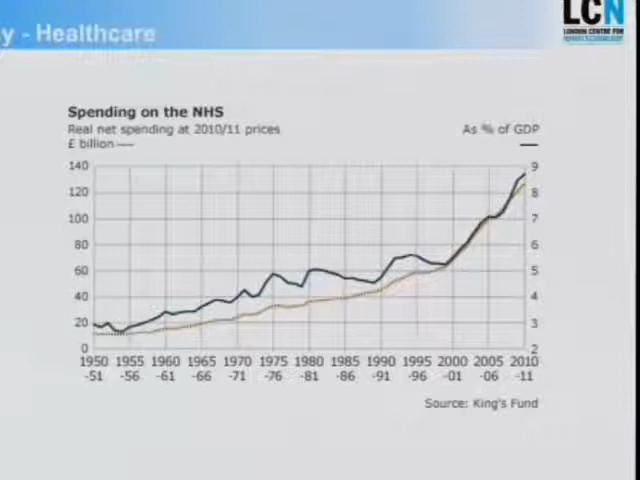 y - Healthcare
LCN
LONDON CENTRE FOR
Spending on the NHS
Real net spending at 2010/11 prices
£ billion
As % of GDP
140 9
120 8
100 7
80 6
60 5
40 4
20 3
0 2
1950 1955 1960 1965 1970 1975 1980 1985 1990 1995 2000 2005 2010
-51 -56 -61 -66 -71 -76 -81 -86 -91 -96 -01 -06 -11
Source: King's Fund